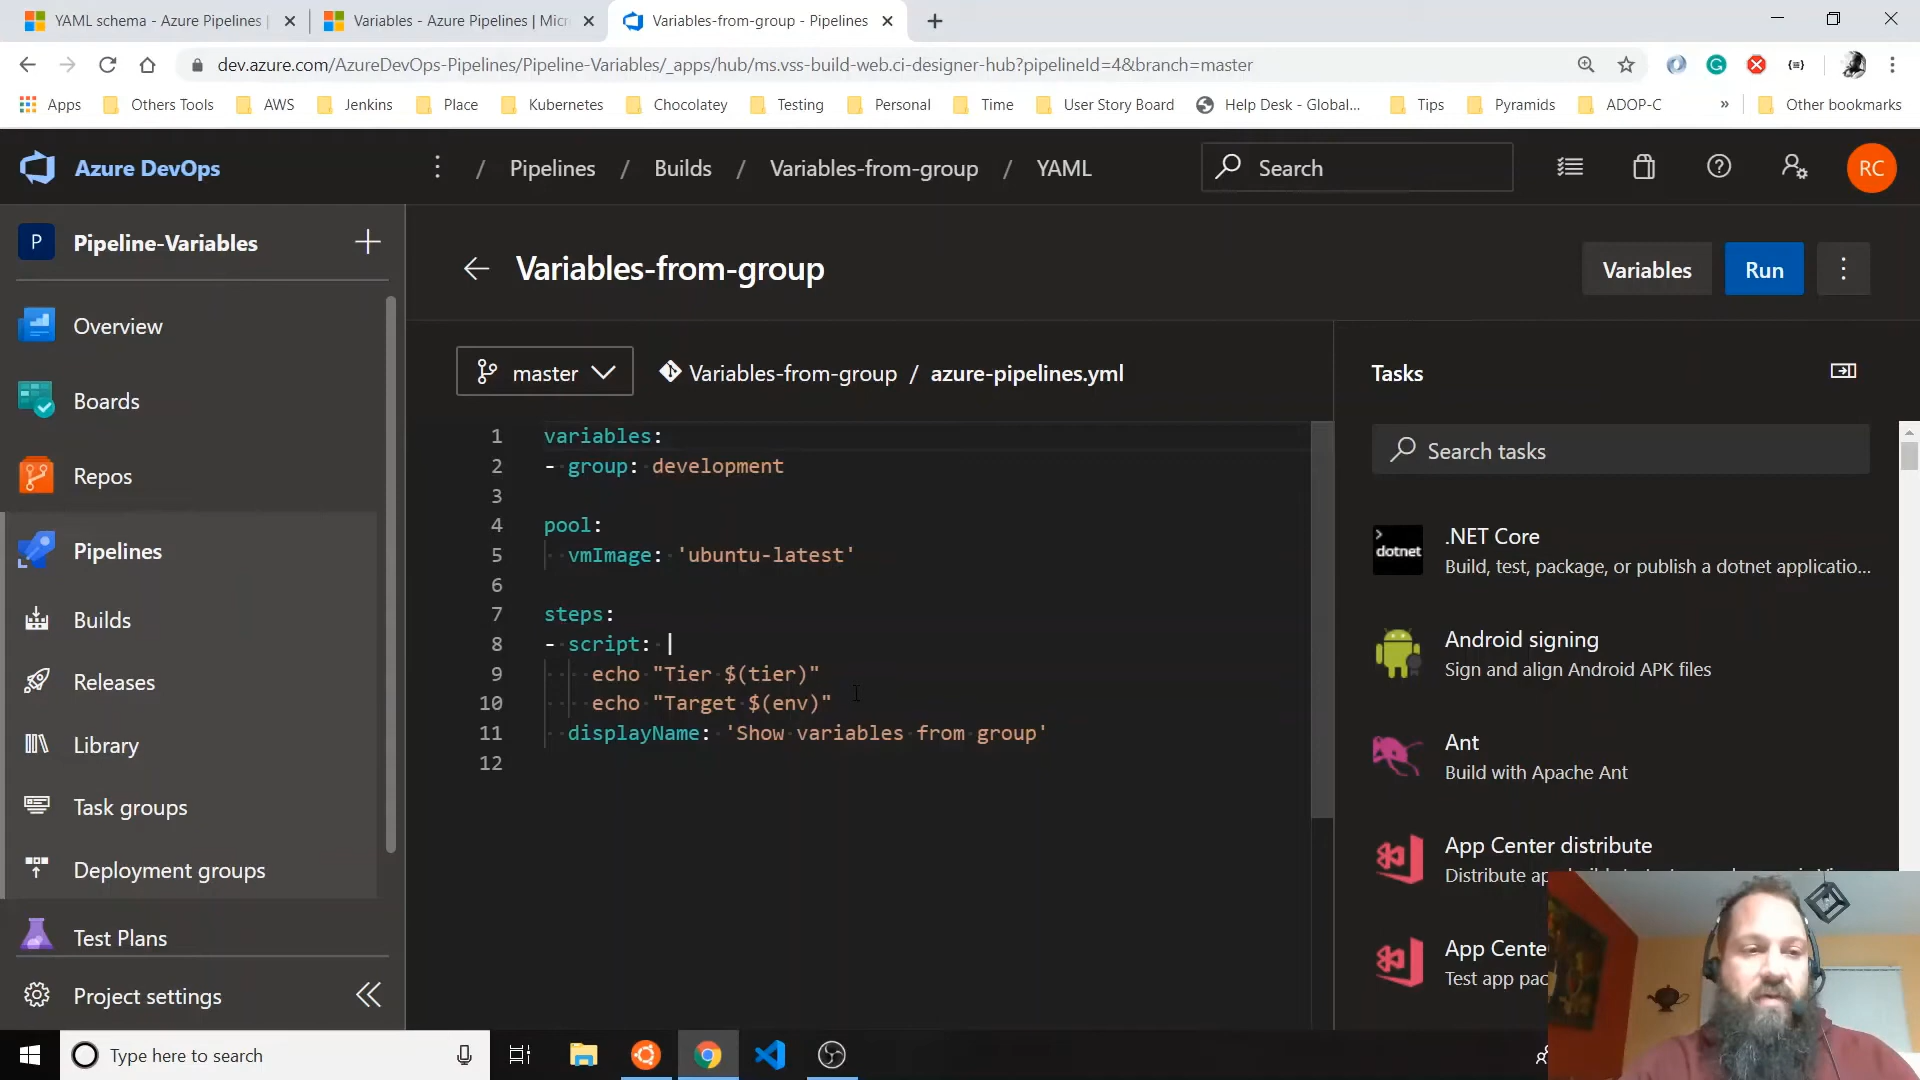 YAML schema - Azure Pipelines |
Variables - Azure Pipelines | Micr
Variables-from-group - Pipelines
dev.azure.com/AzureDevOps-Pipelines/Pipeline-Variables/_apps/hub/ms.vss-build-web.ci-designer-hub?pipelineId=4&branch=master
Apps Others Tools AWS Jenkins Place Kubernetes Chocolatey Testing Personal Time User Story Board Help Desk - Global... Tips Pyramids ADOP-C » Other bookmarks
Azure DevOps
/ Pipelines / Builds / Variables-from-group / YAML
Search
RC
P Pipeline-Variables
Overview
Boards
Repos
Pipelines
Builds
Releases
Library
Task groups
Deployment groups
Test Plans
Project settings
Variables-from-group
Variables
Run
master
Variables-from-group / azure-pipelines.yml
1 variables:
2 - group: development
3
4 pool:
5 vmImage: 'ubuntu-latest'
6
7 steps:
8 - script: |
9 echo "Tier $(tier)"
10 echo "Target $(env)"
11 displayName: 'Show variables from group'
12
Tasks
Search tasks
dotnet
.NET Core
Build, test, package, or publish a dotnet applicatio...
Android signing
Sign and align Android APK files
Ant
Build with Apache Ant
App Center distribute
Distribute ap
App Cente
Test app pac
Type here to search